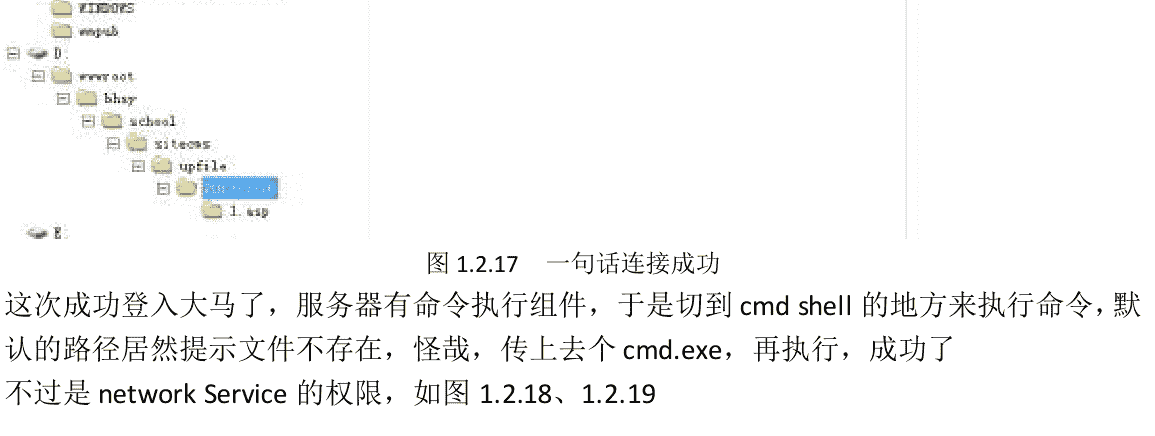 WINDOWS
wmpub
D:
wwwroot
bhsy
school
sitecms
upfile
1.asp
E:
图 1.2.17 一句话连接成功
这次成功登入大马了，服务器有命令执行组件，于是切到 cmd shell 的地方来执行命令，默
认的路径居然提示文件不存在，怪哉，传上去个 cmd.exe，再执行，成功了
不过是 network Service 的权限，如图 1.2.18、1.2.19